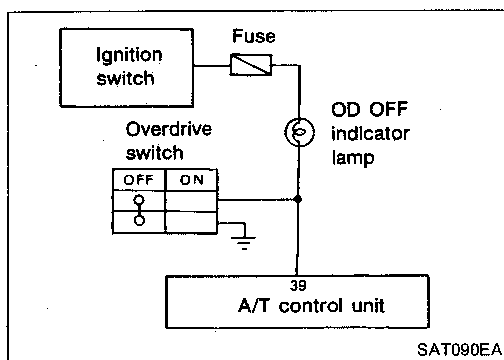 Ignition
switch
Fuse
OD OFF
indicator
lamp
Overdrive
switch
OFF ON
39
A/T control unit
SAT090EA